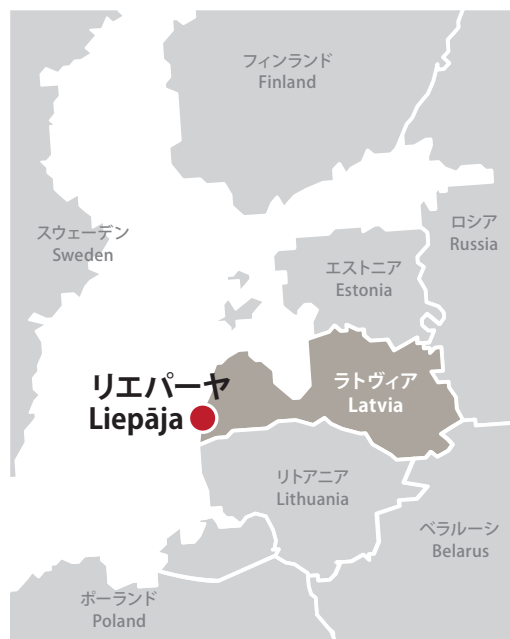 フィンランド
Finland
ロシア
Russia
スウェーデン
Sweden
エストニア
Estonia
リエパーヤ
Liepāja
ラトヴィア
Latvia
リトアニア
Lithuania
ベラルーシ
Belarus
ポーランド
Poland